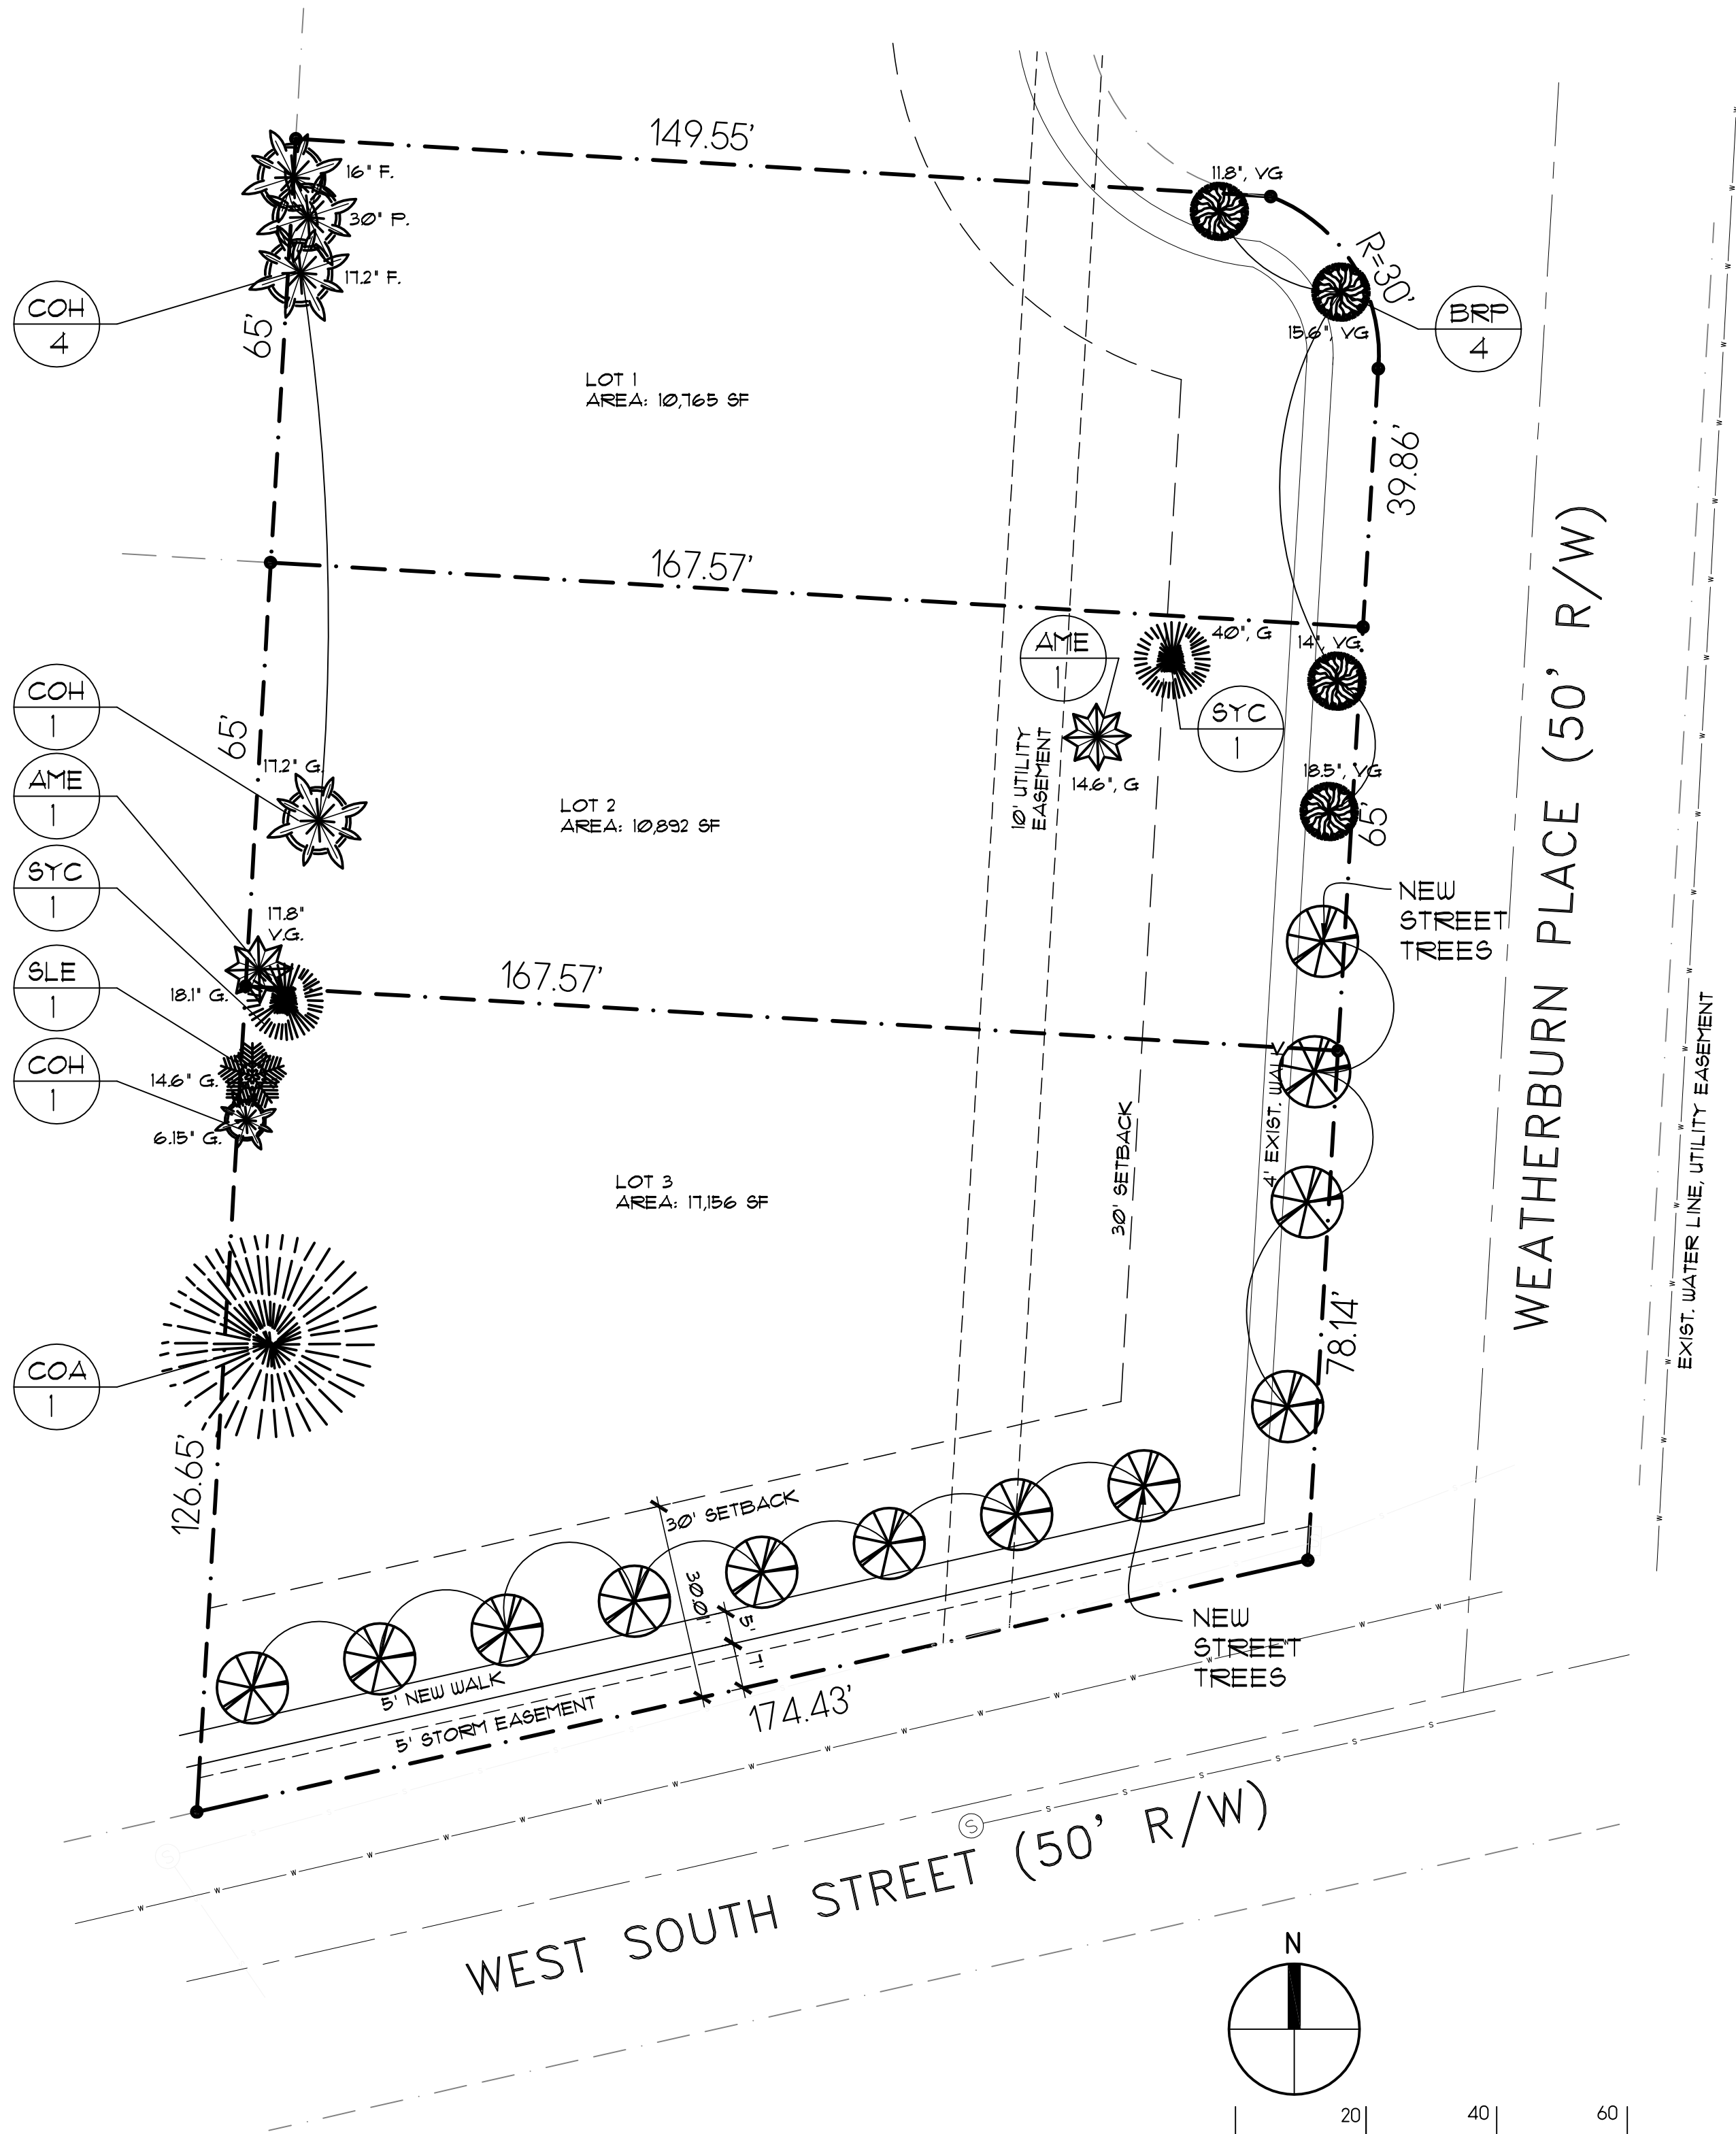 149.55'
11.8", VG
16" F.
30" P.
17.2" F.
R=30'
COH
4
65'
BRP
4
15.6", VG
LOT 1
AREA: 10,765 SF
39.86'
167.57'
AME
1
40", G
14", VG
COH
1
SYC
1
65'
17.2" G.
10' UTILITY
EASEMENT
14.6", G
18.5", VG
65'
AME
1
LOT 2
AREA: 10,892 SF
SYC
1
NEW
STREET
TREES
17.8"
V.G.
SLE
1
18.1" G.
167.57'
WEATHERBURN PLACE (50' R/W)
EXIST. WATER LINE, UTILITY EASEMENT
COH
1
14.6" G.
6.15" G.
4' EXIST. WALK
30' SETBACK
LOT 3
AREA: 17,156 SF
COA
1
78.14'
126.65'
30' SETBACK
30.01'
5'
7'
NEW
STREET
TREES
5' NEW WALK
5' STORM EASEMENT
174.43'
W W W W W W W W W W W W W W W W W W
S
S S S S S S
WEST SOUTH STREET (50' R/W)
N
20 40 60